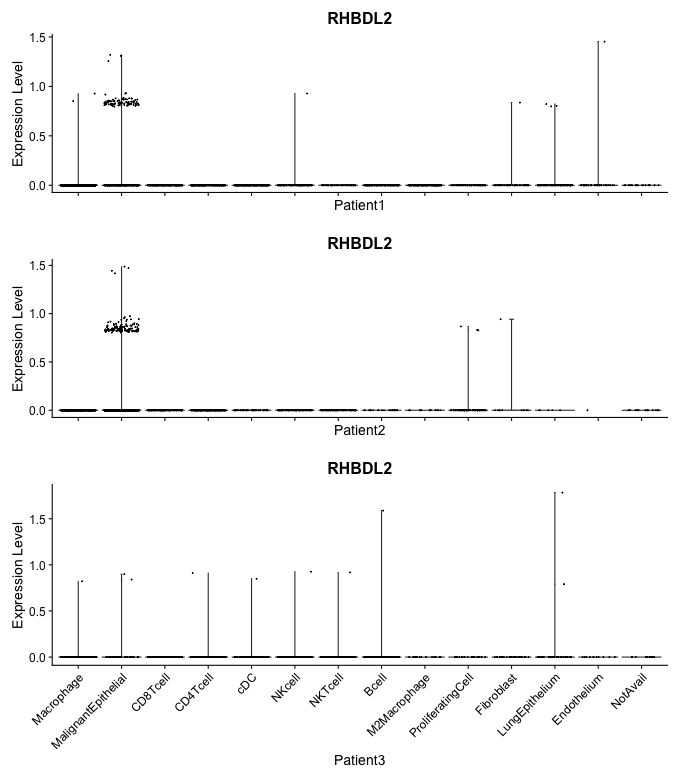 RHBDL2
Expression Level
1.5
1.0
0.5
0.0
Patient1
RHBDL2
Expression Level
1.5
1.0
0.5
0.0
Patient2
RHBDL2
Expression Level
1.5
1.0
0.5
0.0
Macrophage
MalignantEpithelial
CD8Tcell
CD4Tcell
cDC
NKcell
NKTcell
Bcell
M2Macrophage
ProliferatingCell
Fibroblast
LungEpithelium
Endothelium
NotAvail
Patient3